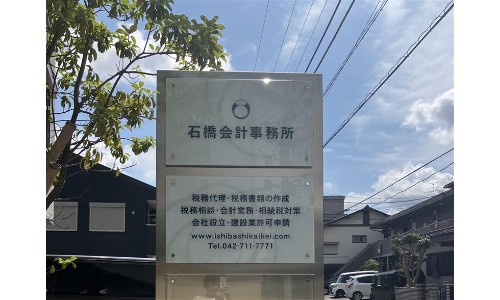 石橋会計事務所
税務代理・税務書類の作成
税務相談・会計業務・相続税対策
会社設立・建設業許可申請
www.ishibashikaikei.com
Tel.042-711-7771